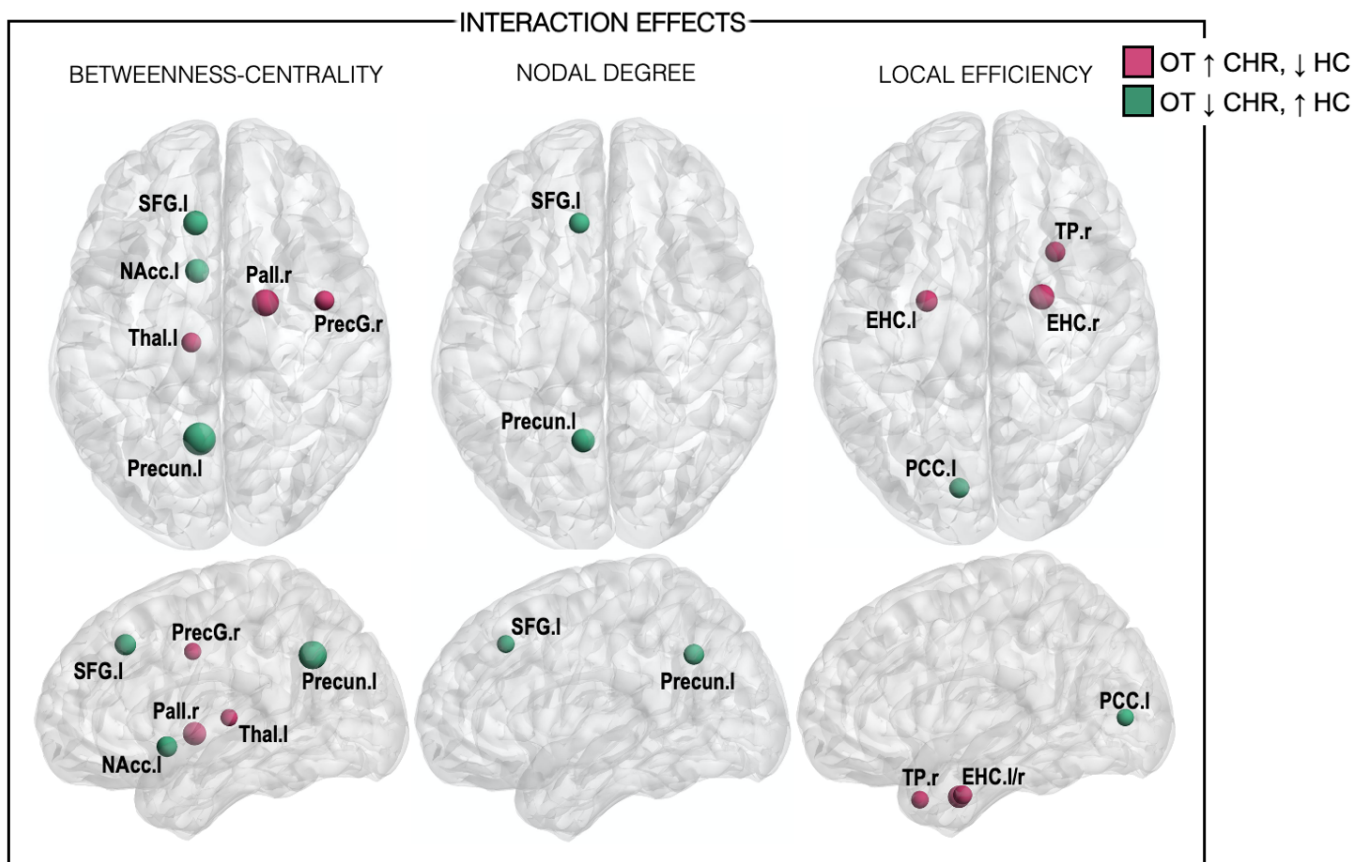 INTERACTION EFFECTS
OT ↑ CHR, ↓ HC
OT ↓ CHR, ↑ HC
BETWEENNESS-CENTRALITY
NODAL DEGREE
LOCAL EFFICIENCY
SFG.l
NAcc.l
Pall.r
PrecG.r
Thal.l
Precun.l
SFG.l
Precun.l
TP.r
EHC.l
EHC.r
PCC.l
PrecG.r
SFG.l
Precun.l
Pall.r
Thal.l
NAcc.l
SFG.l
Precun.l
PCC.l
TP.r
EHC.l/r